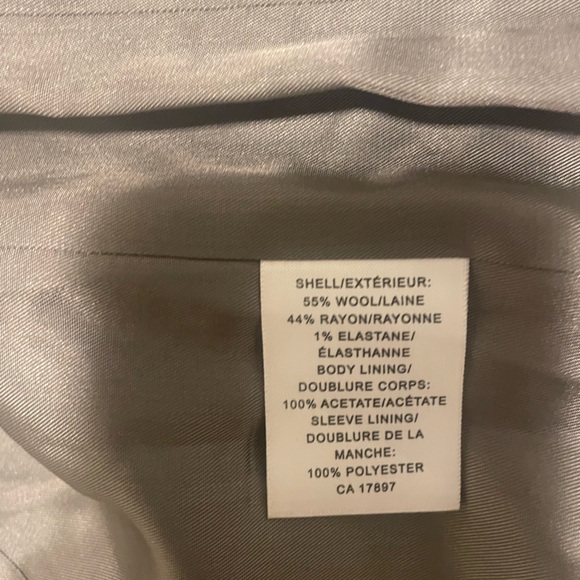 SHELL/EXTÉRIEUR:
55% WOOL/LAINE
44% RAYON/RAYONNE
1% ELASTANE/
ÉLASTHANNE
BODY LINING/
DOUBLURE CORPS:
100% ACETATE/ACÉTATE
SLEEVE LINING/
DOUBLURE DE LA
MANCHE:
100% POLYESTER
CA 17897